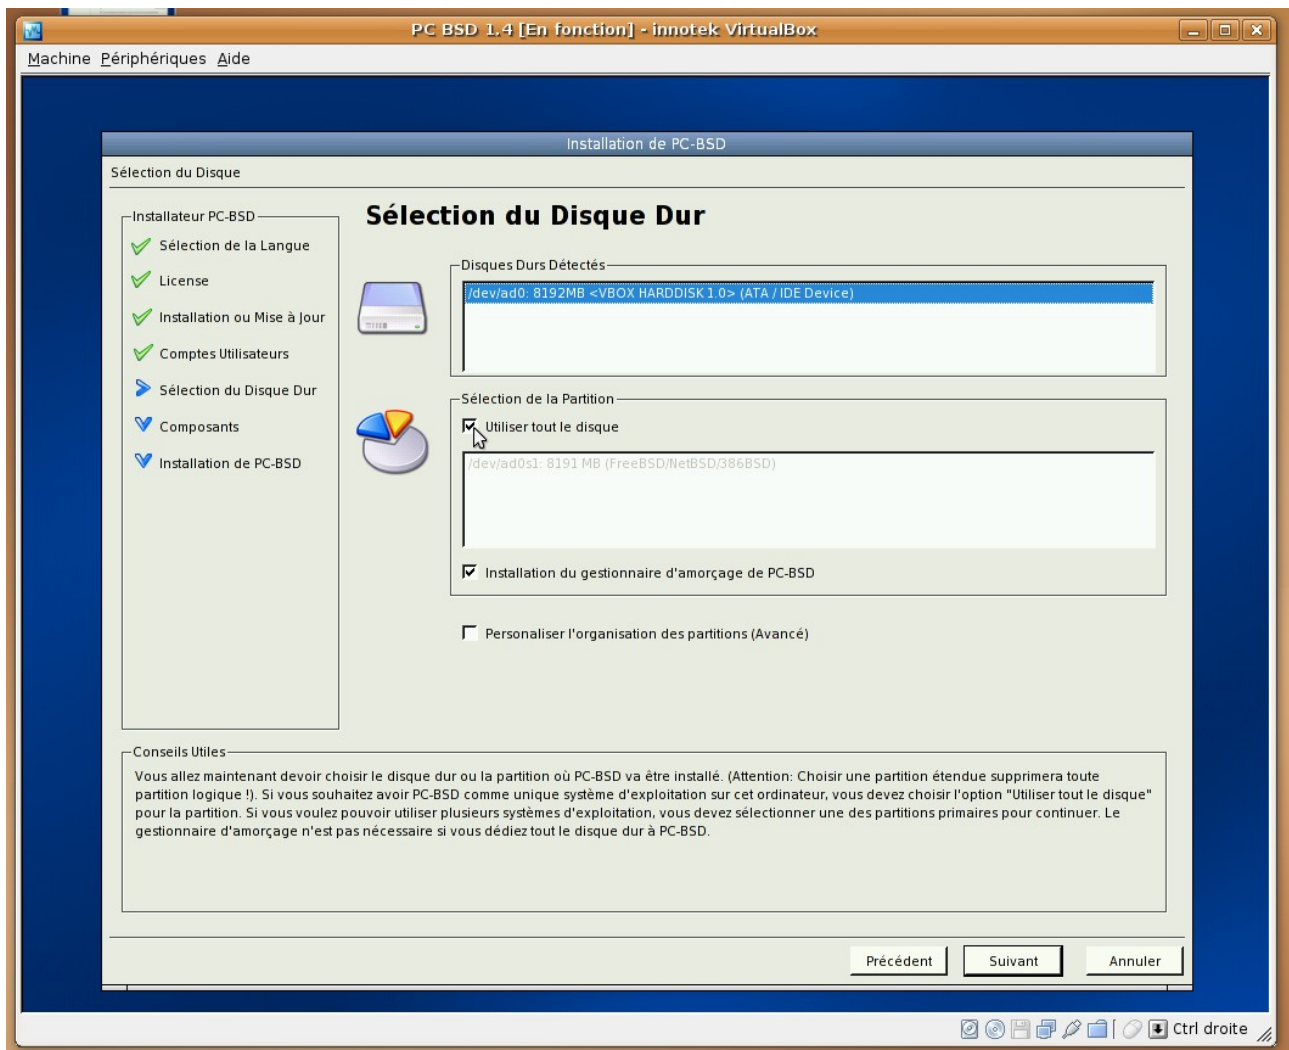 PC BSD 1.4 [En fonction] - innotek VirtualBox
Machine Périphériques Aide
Installation de PC-BSD
Sélection du Disque
Installateur PC-BSD
Sélection de la Langue
License
Installation ou Mise à Jour
Comptes Utilisateurs
Sélection du Disque Dur
Composants
Installation de PC-BSD
Sélection du Disque Dur
Disques Durs Détectés
/dev/ad0: 8192MB <VBOX HARDDISK 1.0> (ATA / IDE Device)
Sélection de la Partition
Utiliser tout le disque
/dev/ad0s1: 8191 MB (FreeBSD/NetBSD/386BSD)
Installation du gestionnaire d'amorçage de PC-BSD
Personaliser l'organisation des partitions (Avancé)
Conseils Utiles
Vous allez maintenant devoir choisir le disque dur ou la partition où PC-BSD va être installé. (Attention: Choisir une partition étendue supprimera toute
partition logique !). Si vous souhaitez avoir PC-BSD comme unique système d'exploitation sur cet ordinateur, vous devez choisir l'option "Utiliser tout le disque"
pour la partition. Si vous voulez pouvoir utiliser plusieurs systèmes d'exploitation, vous devez sélectionner une des partitions primaires pour continuer. Le
gestionnaire d'amorçage n'est pas nécessaire si vous dédiez tout le disque dur à PC-BSD.
Précédent
Suivant
Annuler
Ctrl droite